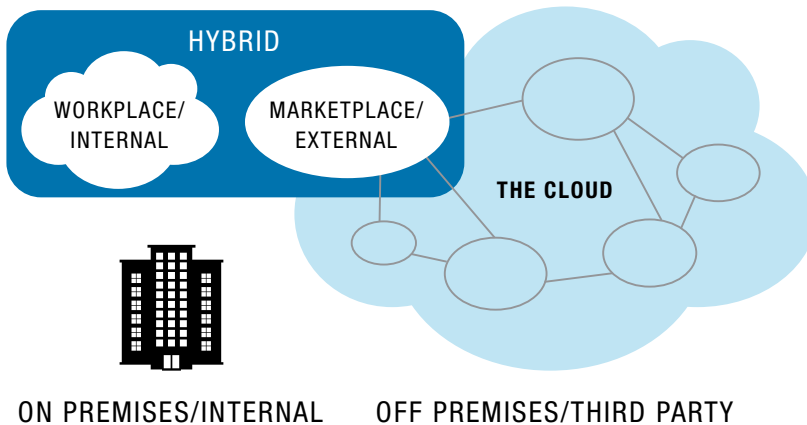 HYBRID
WORKPLACE/
INTERNAL
MARKETPLACE/
EXTERNAL
THE CLOUD
ON PREMISES/INTERNAL
OFF PREMISES/THIRD PARTY